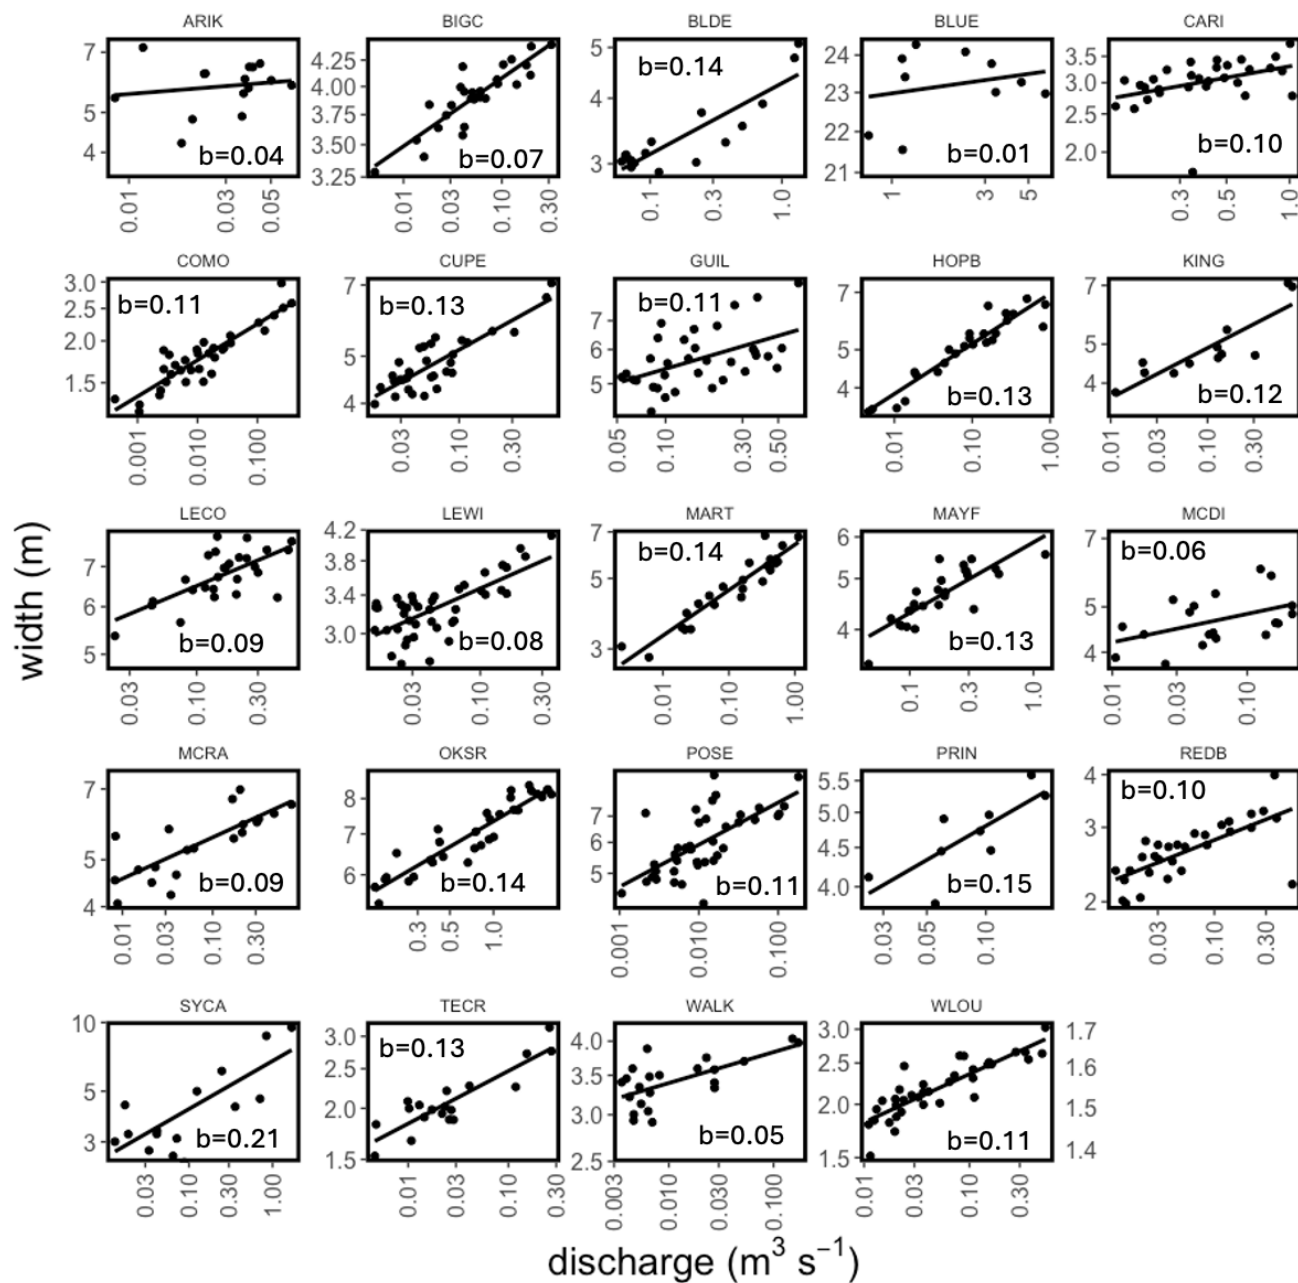 ARIK BIGC BLDE BLUE CARI
7 5 4
b=0.04
0.01 0.03 0.05
4.25 4.00 3.75 3.50 3.25
b=0.07
0.01 0.03 0.10 0.30
5 4 3
b=0.14
0.1 0.3 1.0
24 23 22 21
b=0.01
1 3 5
3.5 3.0 2.5 2.0
b=0.10
0.3 0.5 1.0
COMO CUPE GUIL HOPB KING
3.0 2.5 2.0 1.5
b=0.11
0.001 0.010 0.100
7 5 4
b=0.13
0.03 0.10 0.30
7 6 5
b=0.11
0.05 0.10 0.30 0.50
7 5 4
b=0.13
0.01 0.10 1.00
7 5 4
b=0.12
0.01 0.03 0.10 0.30
width (m)
LECO LEWI MART MAYF MCDI
7 6 5
b=0.09
0.03 0.10 0.30
4.2 3.8 3.4 3.0
b=0.08
0.03 0.10 0.30
7 5 3
b=0.14
0.01 0.10 1.00
6 5 4
b=0.13
0.1 0.3 1.0
7 5 4
b=0.06
0.01 0.03 0.10
MCRA OKSR POSE PRIN REDB
7 5 4
b=0.09
0.01 0.03 0.10 0.30
8 7 6
b=0.14
0.3 0.5 1.0
7 6 5
b=0.11
0.001 0.010 0.100
5.5 5.0 4.5 4.0
b=0.15
0.03 0.05 0.10
4 3 2
b=0.10
0.03 0.10 0.30
SYCA TECR WALK WLOU
10 5 3
b=0.21
0.03 0.10 0.30 1.00
3.0 2.5 2.0 1.5
b=0.13
0.01 0.03 0.10 0.30
4.0 3.5 3.0 2.5
b=0.05
0.003 0.010 0.030 0.100
3.0 2.5 2.0 1.5
b=0.11
0.01 0.03 0.10 0.30
1.7 1.6 1.5 1.4
discharge (m³ s⁻¹)